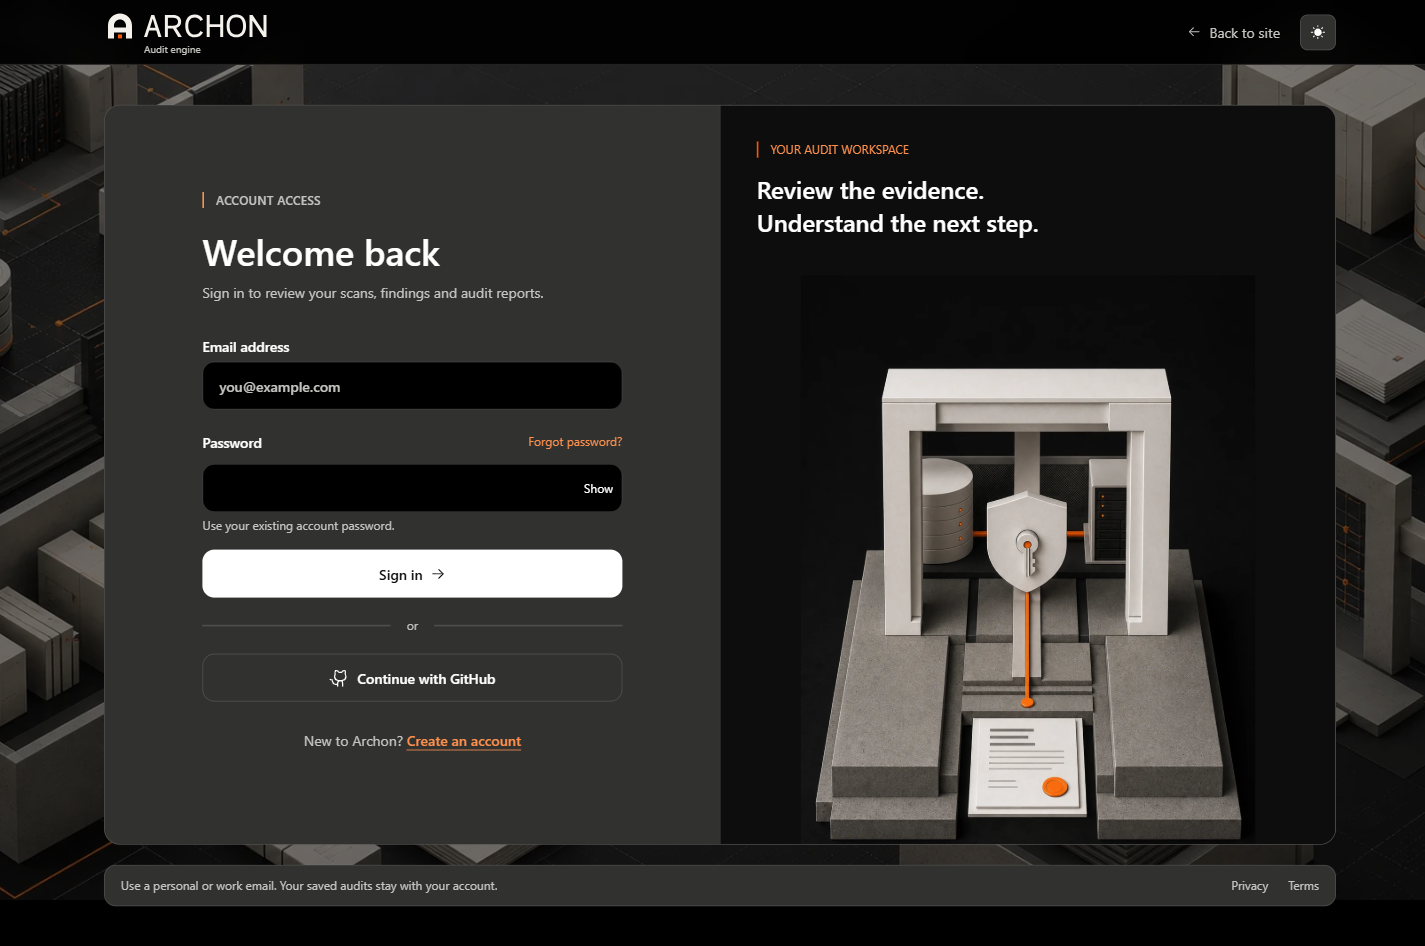 ARCHON
Audit engine
Back to site
ACCOUNT ACCESS
Welcome back
Sign in to review your scans, findings and audit reports.
Email address
you@example.com
Password
Forgot password?
Show
Use your existing account password.
Sign in
or
Continue with GitHub
New to Archon? Create an account
YOUR AUDIT WORKSPACE
Review the evidence.
Understand the next step.
Use a personal or work email. Your saved audits stay with your account.
Privacy
Terms